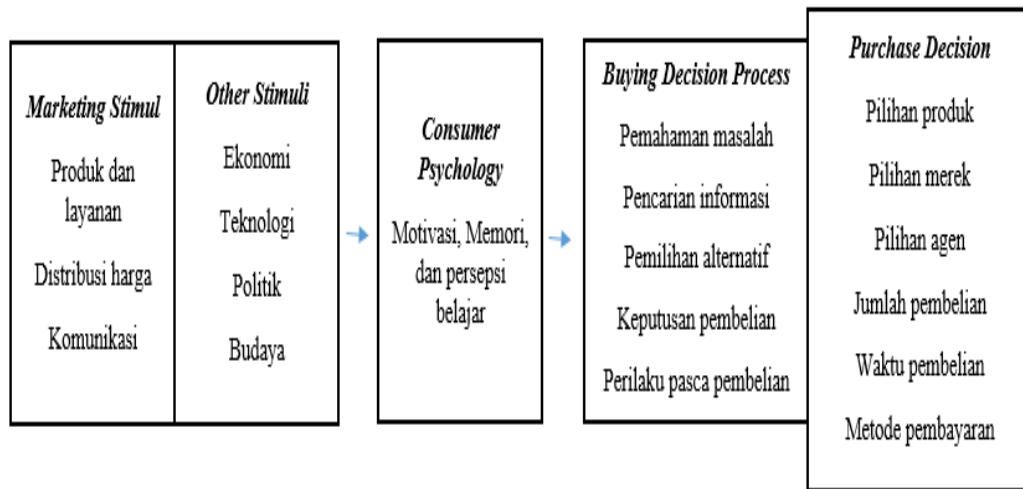 Marketing Stimul
Produk dan
layanan
Distribusi harga
Komunikasi
Other Stimuli
Ekonomi
Teknologi
Politik
Budaya
Consumer
Psychology
Motivasi, Memori,
dan persepsi
belajar
Buying Decision Process
Pemahaman masalah
Pencarian informasi
Pemilihan alternatif
Keputusan pembelian
Perilaku pasca pembelian
Purchase Decision
Pilihan produk
Pilihan merek
Pilihan agen
Jumlah pembelian
Waktu pembelian
Metode pembayaran